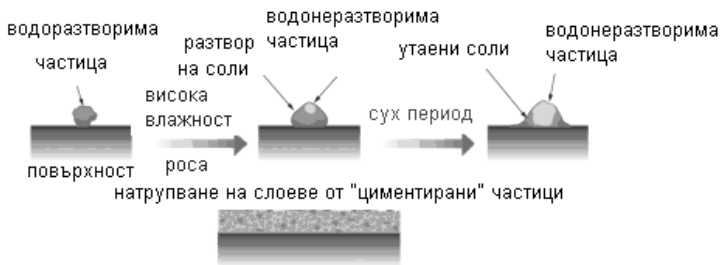 водоразтворима
частица
повърхност
висока
влажност
роса
разтвор
на соли
водонеразтворима
частица
сух период
утаени соли
водонеразтворима
частица
натрупване на слоеве от "циментирани" частици